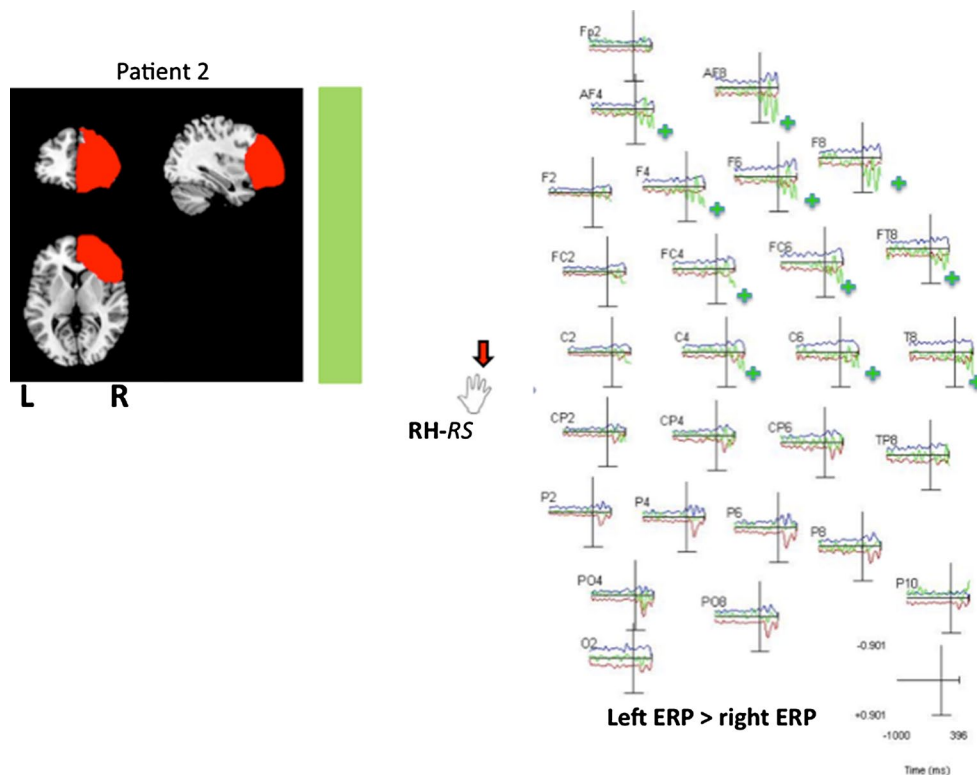 Patient 2
L R
RH-RS
Fp2
AF8
AF4
F8
F6
F4
F2
FT8
FC6
FC4
FC2
C2 C4 C6 T8
CP2 CP4 CP6
TP8
P2 P4
P6
P8
PO4
P10
PO8
O2
-0.901
+0.901
-1000 396
Time (ms)
Left ERP > right ERP